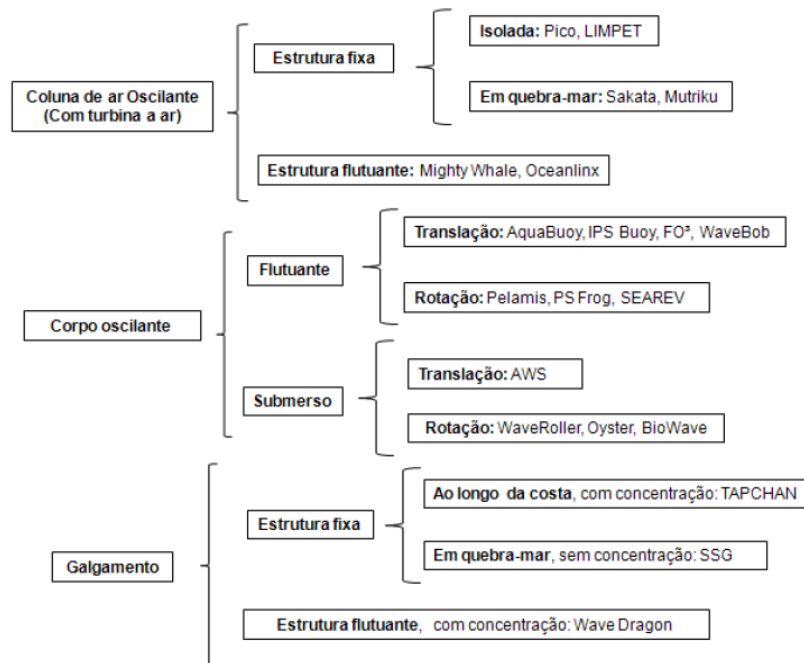 Isolada: Pico, LIMPET
Estrutura fixa
Coluna de ar Oscilante
(Com turbina a ar)
Em quebra-mar: Sakata, Mutriku
Estrutura flutuante: Mighty Whale, Oceanlinx
Translação: AquaBuoy, IPS Buoy, FO³, WaveBob
Flutuante
Rotação: Pelamis, PS Frog, SEAREV
Corpo oscilante
Translação: AWS
Submerso
Rotação: WaveRoller, Oyster, BioWave
Ao longo da costa, com concentração: TAPCHAN
Estrutura fixa
Em quebra-mar, sem concentração: SSG
Galgamento
Estrutura flutuante, com concentração: Wave Dragon